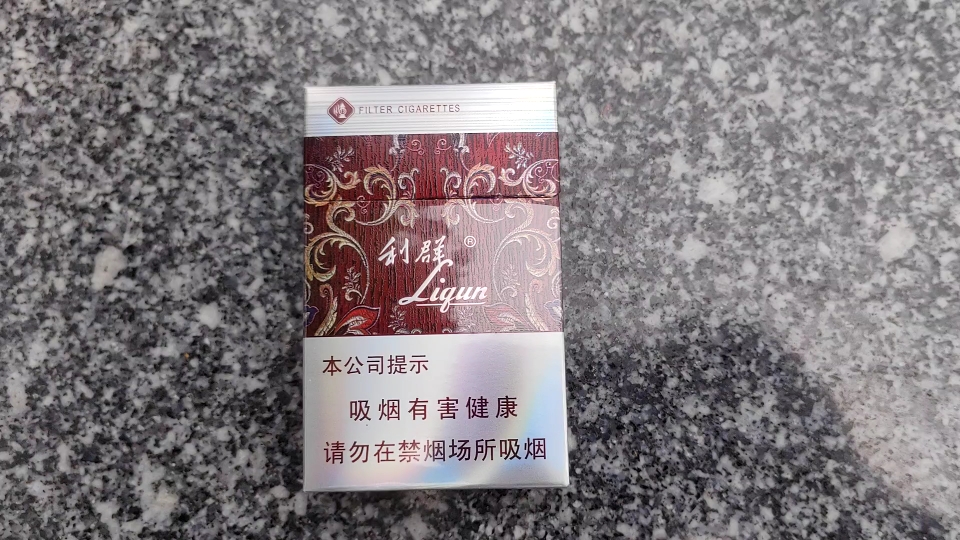 FILTER CIGARETTES
利群®
Liqun
本公司提示
吸烟有害健康
请勿在禁烟场所吸烟